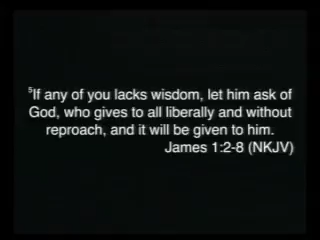 ⁵If any of you lacks wisdom, let him ask of
God, who gives to all liberally and without
reproach, and it will be given to him.
James 1:2-8 (NKJV)